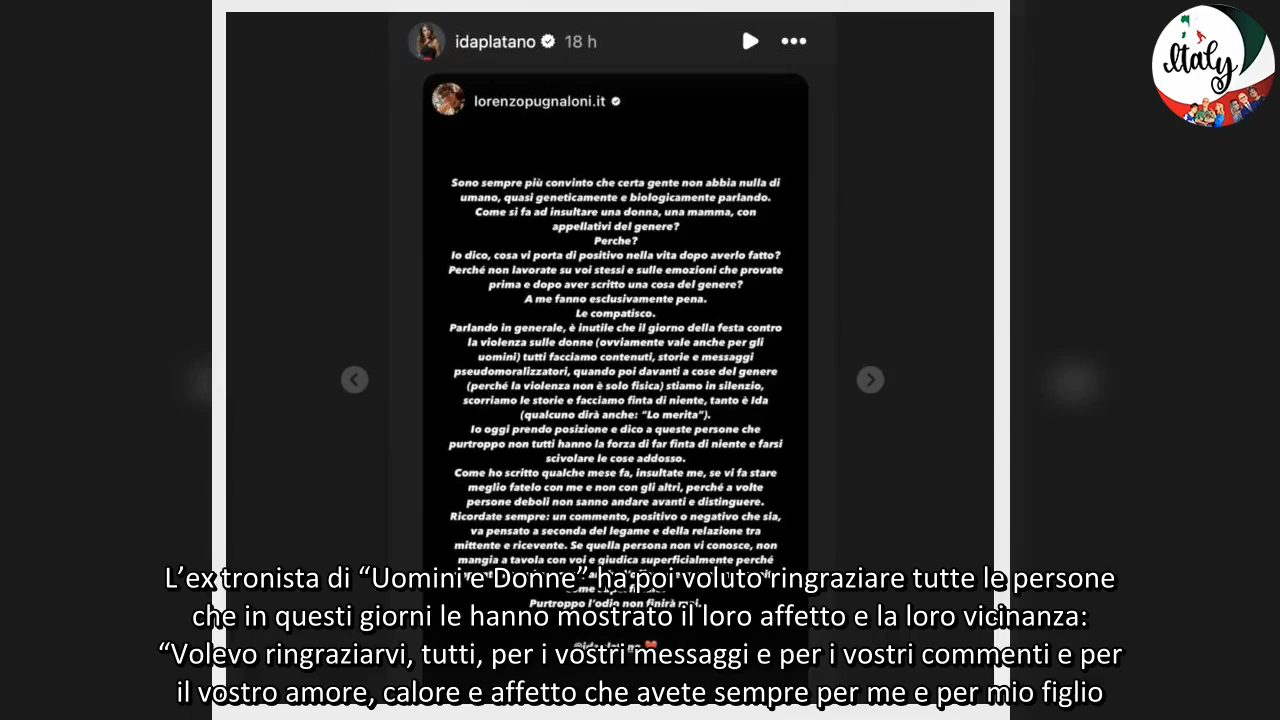 idaplatano 18 h
Italy
lorenzopugnaloni.it
Sono sempre più convinto che certa gente non abbia nulla di
umano, quasi geneticamente e biologicamente parlando.
Come si fa ad insultare una donna, una mamma, con
appellativi del genere?
Perche?
Io dico, cosa vi porta di positivo nella vita dopo averlo fatto?
Perché non lavorate su voi stessi e sulle emozioni che provate
prima e dopo aver scritto una cosa del genere?
A me fanno esclusivamente pena.
Le compatisco.
Parlando in generale, è inutile che il giorno della festa contro
la violenza sulle donne (ovviamente vale anche per gli
uomini) tutti facciamo contenuti, storie e messaggi
pseudomoralizzatori, quando poi davanti a cose del genere
(perché la violenza non è solo fisica) stiamo in silenzio,
scorriamo le storie e facciamo finta di niente, tanto è Ida
(qualcuno dirà anche: “Lo merita”).
Io oggi prendo posizione e dico a queste persone che
purtroppo non tutti hanno la forza di far finta di niente e farsi
scivolare le cose addosso.
Come ho scritto qualche mese fa, insultate me, se vi fa stare
meglio fatelo con me e non con gli altri, perché a volte
persone deboli non sanno andare avanti e distinguere.
Ricordate sempre: un commento, positivo o negativo che sia,
va pensato a seconda del legame e della relazione tra
mittente e ricevente. Se quella persona non vi conosce, non
mangia a tavola con voi e giudica superficialmente perché
Purtroppo l’odio non finirà mai.
L’ex tronista di “Uomini e Donne” ha poi voluto ringraziare tutte le persone
che in questi giorni le hanno mostrato il loro affetto e la loro vicinanza:
“Volevo ringraziarvi, tutti, per i vostri messaggi e per i vostri commenti e per
il vostro amore, calore e affetto che avete sempre per me e per mio figlio